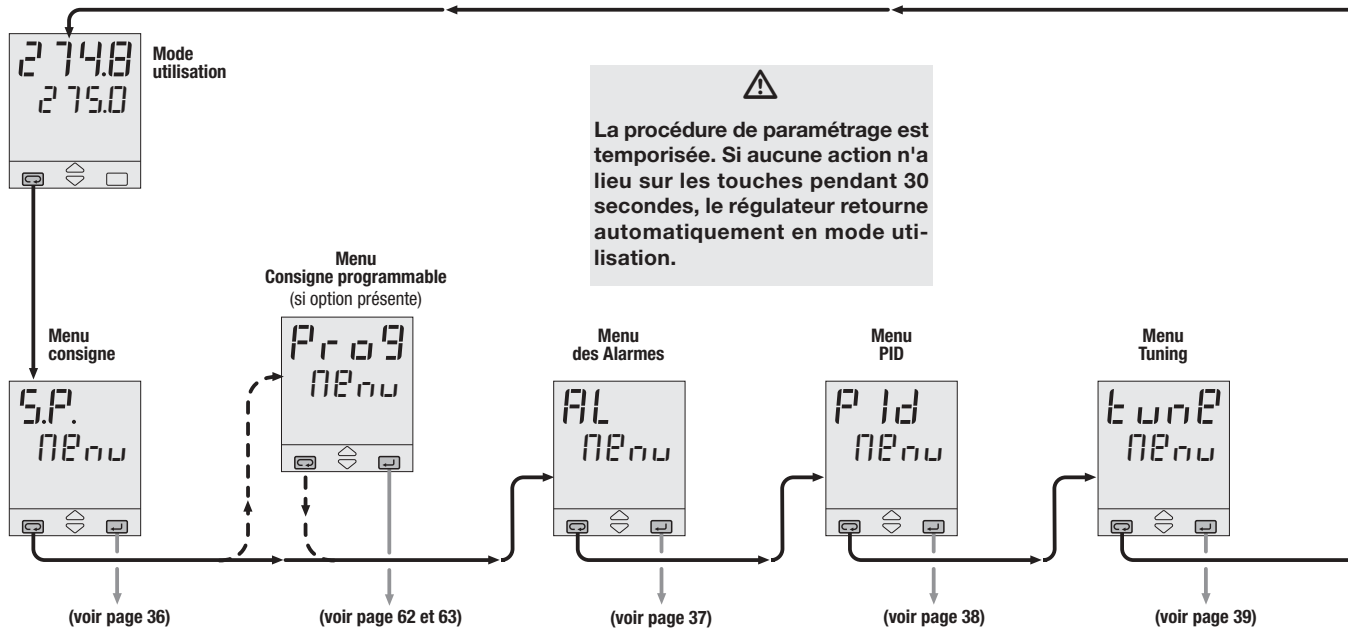 274.8
275.0
Mode
utilisation
La procédure de paramétrage est
temporisée. Si aucune action n'a
lieu sur les touches pendant 30
secondes, le régulateur retourne
automatiquement en mode uti-
lisation.
Menu
consigne
S.P.
MEnu
(voir page 36)
Menu
Consigne programmable
(si option présente)
Prog
MEnu
(voir page 62 et 63)
Menu
des Alarmes
AL
MEnu
(voir page 37)
Menu
PID
PId
MEnu
(voir page 38)
Menu
Tuning
tunE
MEnu
(voir page 39)